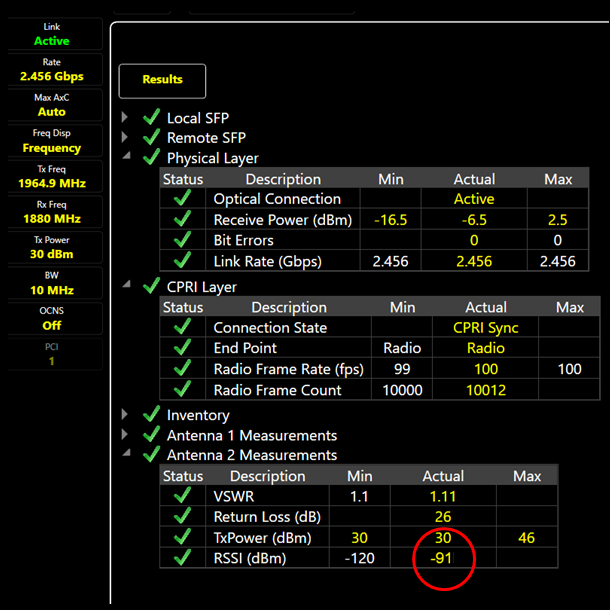 Link
Active
Rate
2.456 Gbps
Max AxC
Auto
Freq Disp
Frequency
Tx Freq
1964.9 MHz
Rx Freq
1880 MHz
Tx Power
30 dBm
BW
10 MHz
OCNS
Off
PCI
1
Results
Local SFP
Remote SFP
Physical Layer
Status Description Min Actual Max
Optical Connection Active
Receive Power (dBm) -16.5 -6.5 2.5
Bit Errors 0 0
Link Rate (Gbps) 2.456 2.456 2.456
CPRI Layer
Status Description Min Actual Max
Connection State CPRI Sync
End Point Radio Radio
Radio Frame Rate (fps) 99 100 100
Radio Frame Count 10000 10012
Inventory
Antenna 1 Measurements
Antenna 2 Measurements
Status Description Min Actual Max
VSWR 1.1 1.11
Return Loss (dB) 26
TxPower (dBm) 30 30 46
RSSI (dBm) -120 -91